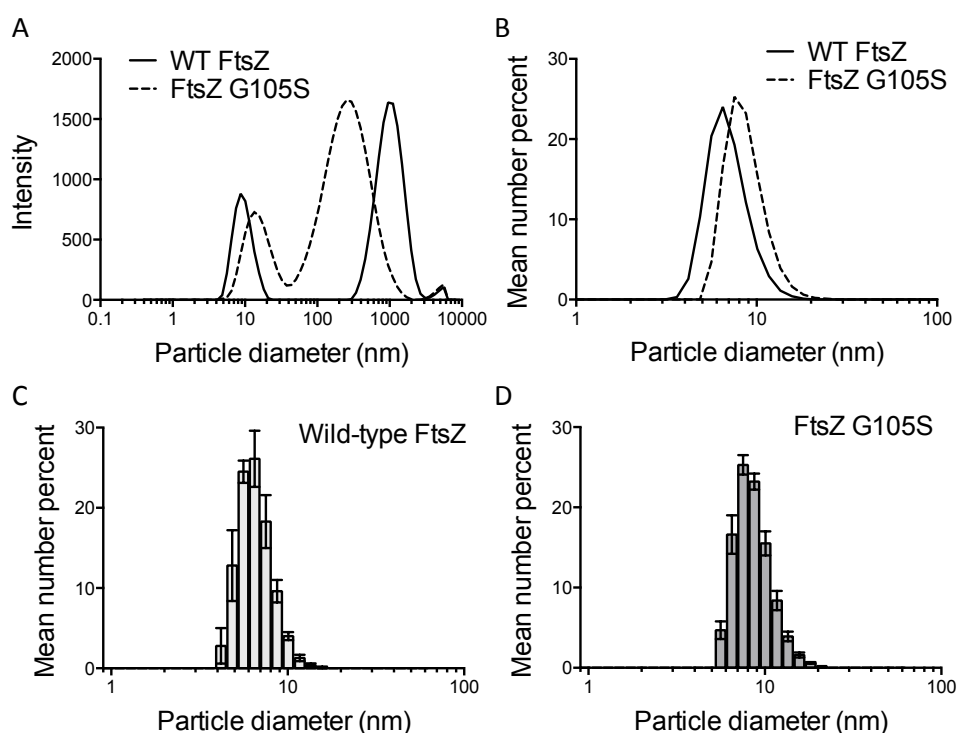 A
Intensity
2000
1500
1000
500
0
WT FtsZ
FtsZ G105S
0.1 1 10 100 1000 10000
Particle diameter (nm)
B
Mean number percent
30
20
10
0
WT FtsZ
FtsZ G105S
1 10 100
Particle diameter (nm)
C
Mean number percent
30
20
10
0
Wild-type FtsZ
1 10 100
Particle diameter (nm)
D
Mean number percent
30
20
10
0
FtsZ G105S
1 10 100
Particle diameter (nm)